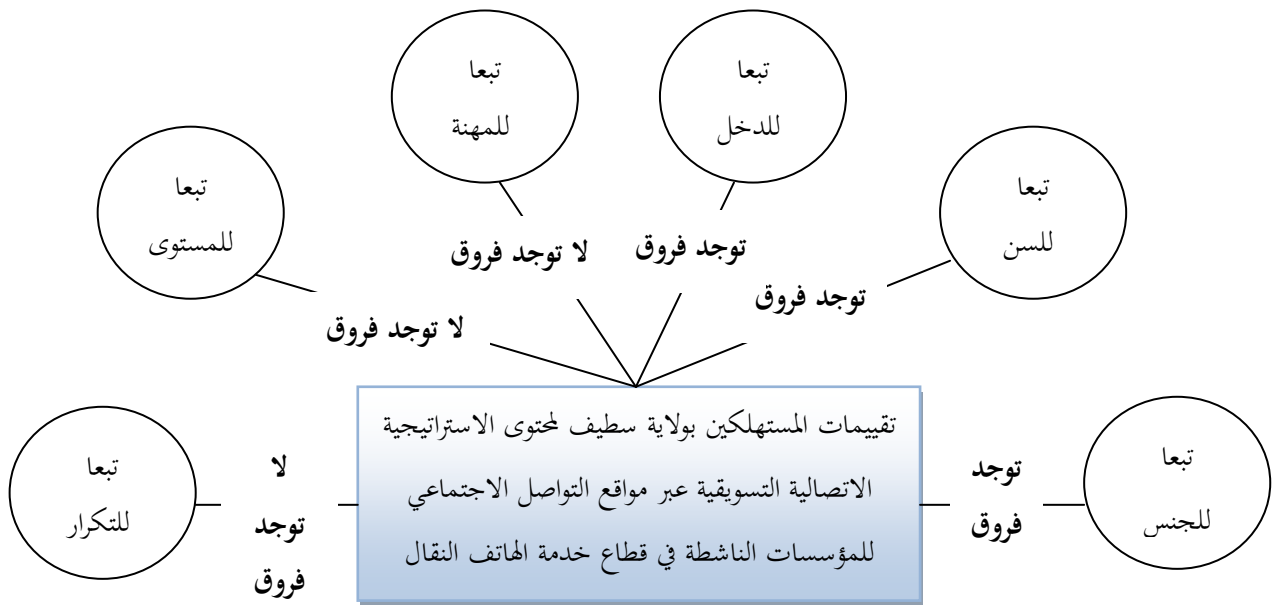 تبعا
للمهنة
تبعا
للدخل
تبعا
للمستوى
تبعا
للسن
لا توجد فروق
توجد فروق
توجد فروق
لا توجد فروق
تقييمات المستهلكين بولاية سطيف لمحتوى الاستراتيجية
الاتصالية التسويقية عبر مواقع التواصل الاجتماعي
للمؤسسات الناشطة في قطاع خدمة الهاتف النقال
تبعا
للجنس
توجد
فروق
لا
توجد
فروق
تبعا
للتكرار